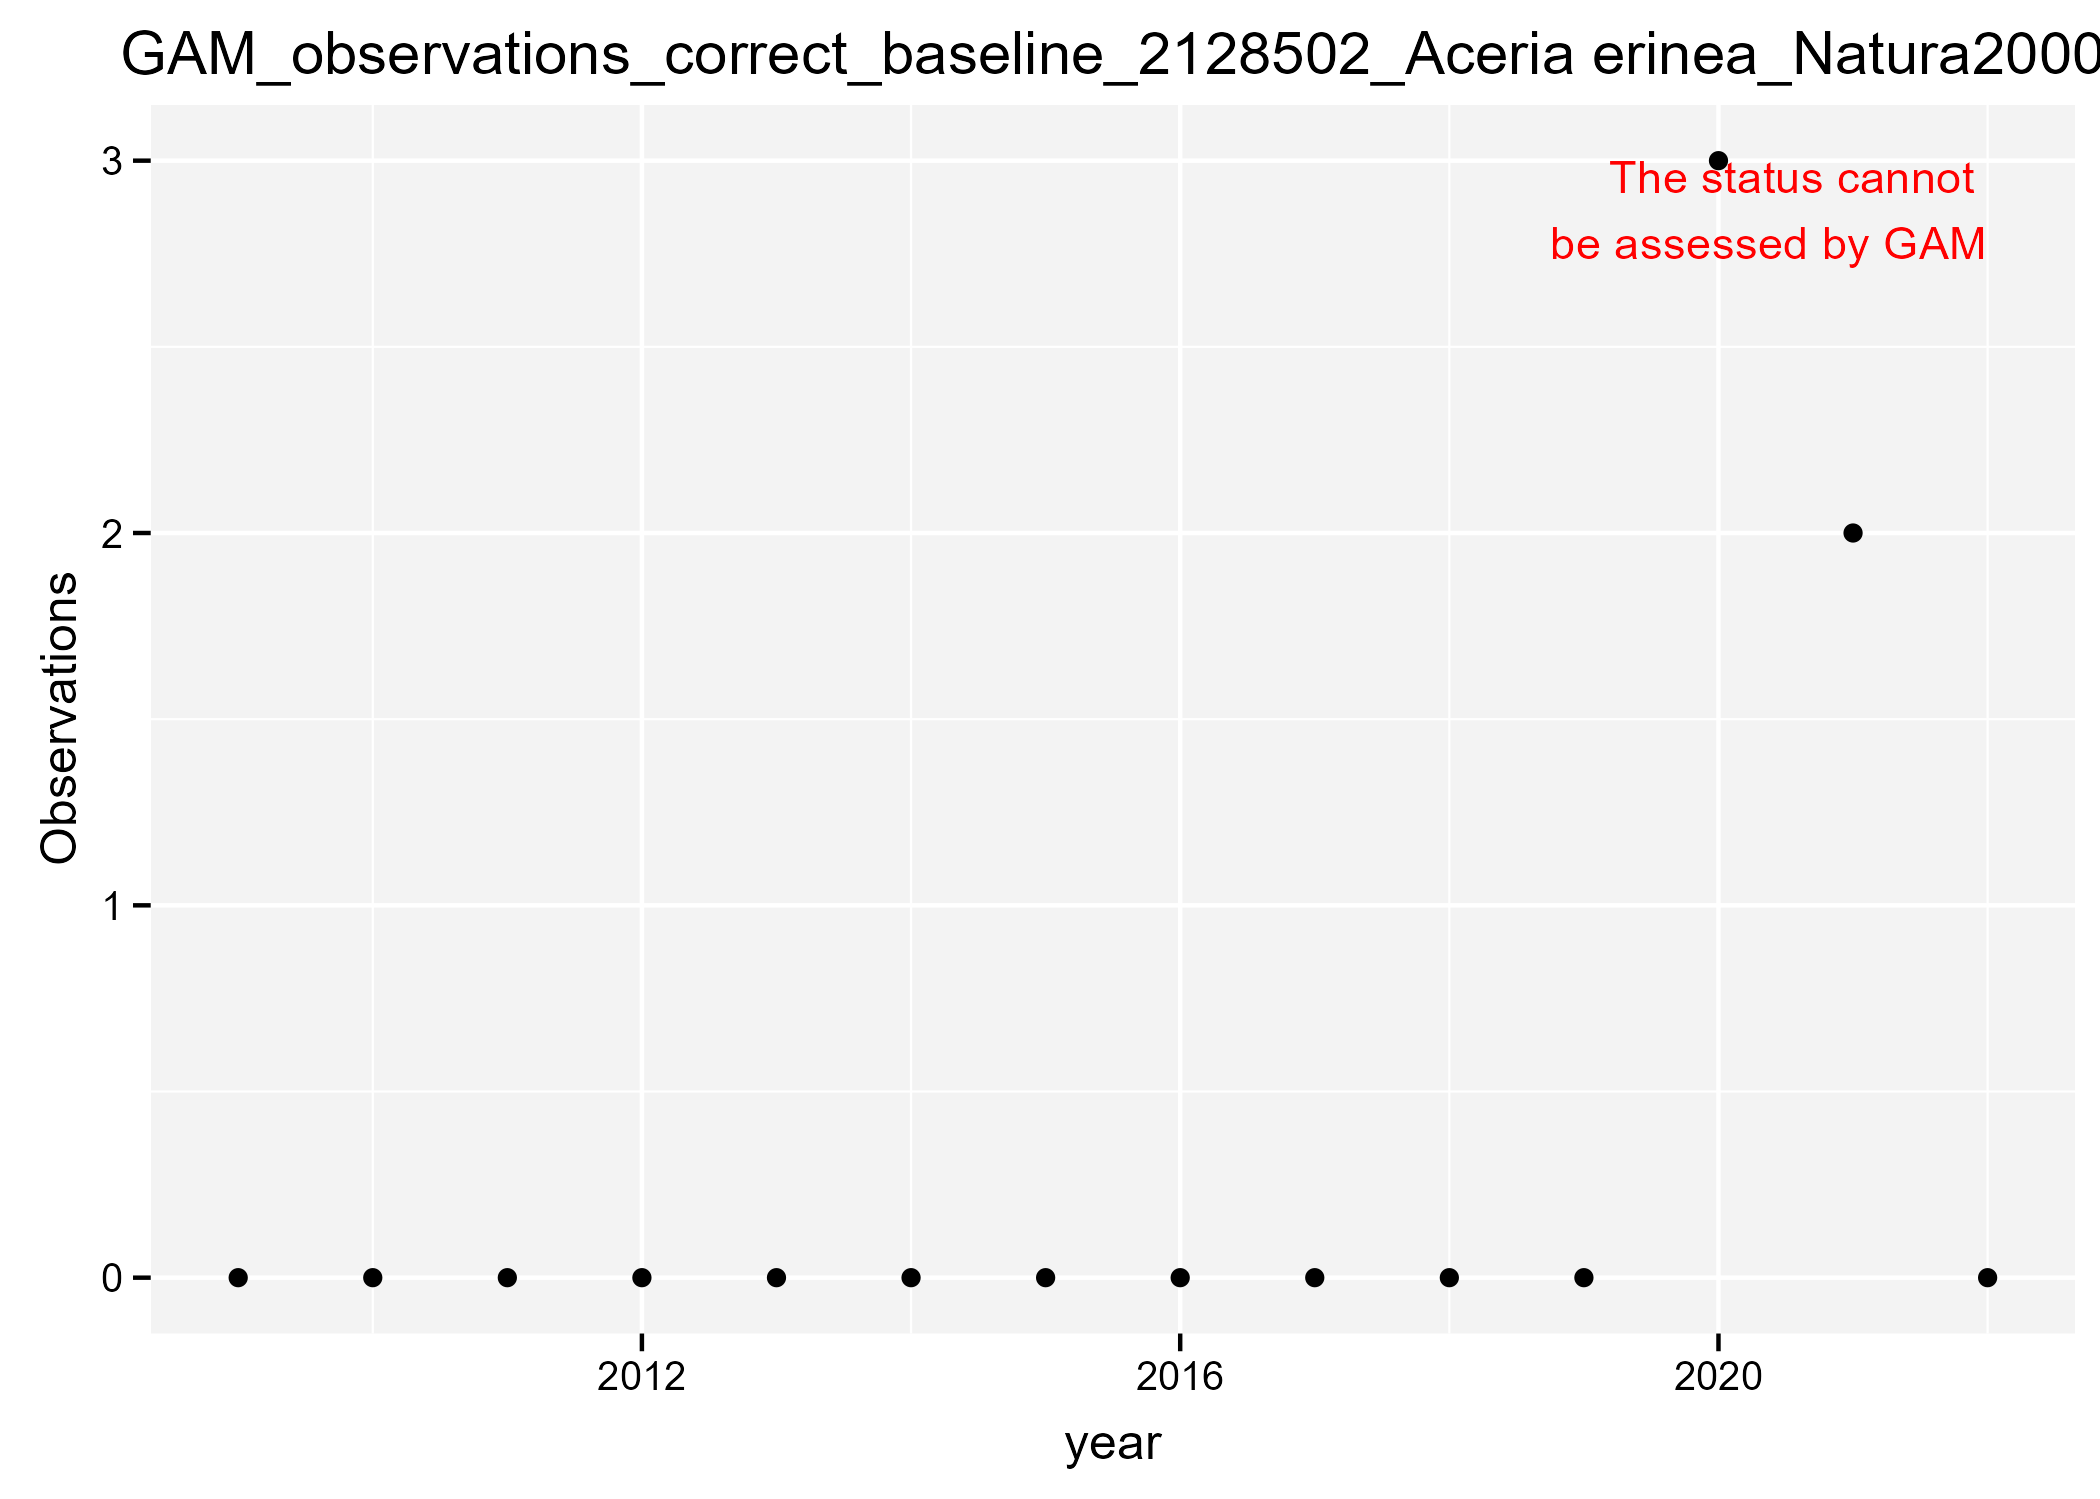 GAM_observations_correct_baseline_2128502_Aceria erinea_Natura2000
3
The status cannot
be assessed by GAM
2
Observations
1
0
2012 2016 2020
year